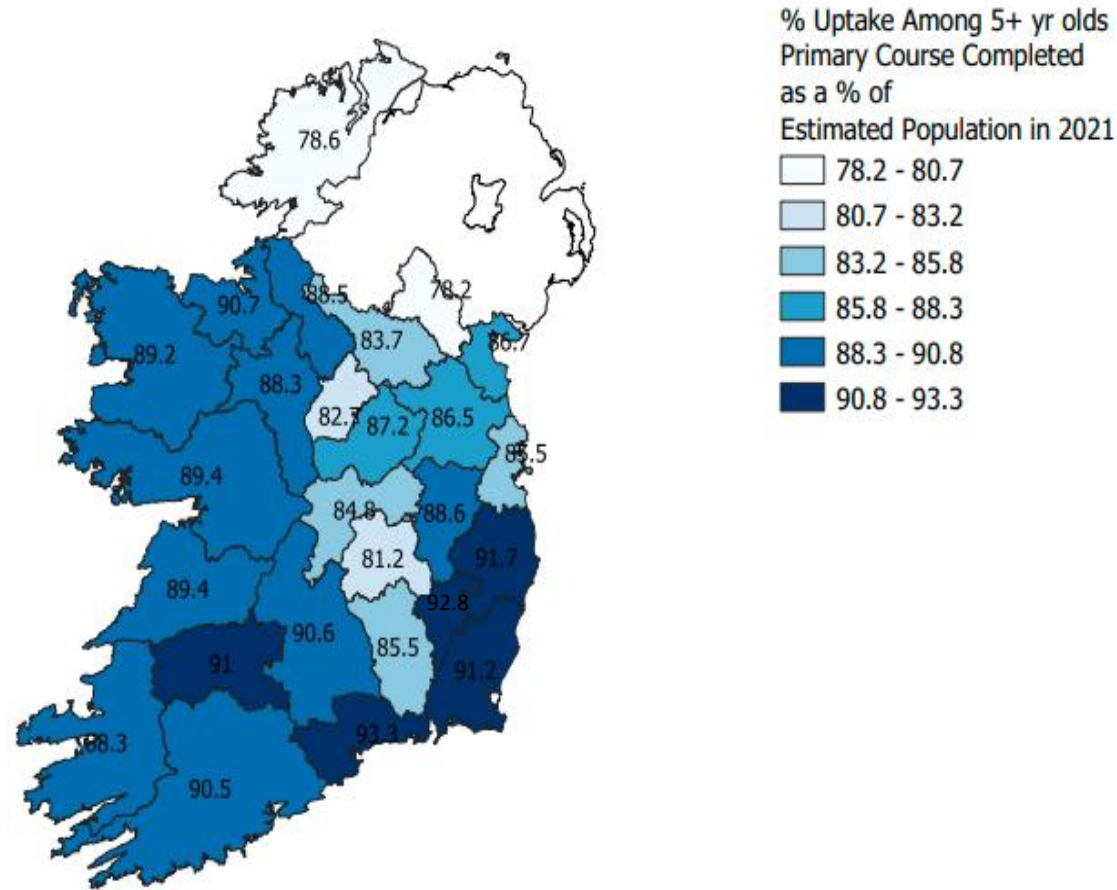 % Uptake Among 5+ yr olds
Primary Course Completed
as a % of
Estimated Population in 2021
78.2 - 80.7
80.7 - 83.2
83.2 - 85.8
85.8 - 88.3
88.3 - 90.8
90.8 - 93.3
78.6
78.2
88.5
90.7
83.7
86.7
89.2
88.3
82.7
87.2
86.5
85.5
89.4
84.8
88.6
81.2
91.7
89.4
92.8
90.6
85.5
91
91.2
93.3
88.3
90.5